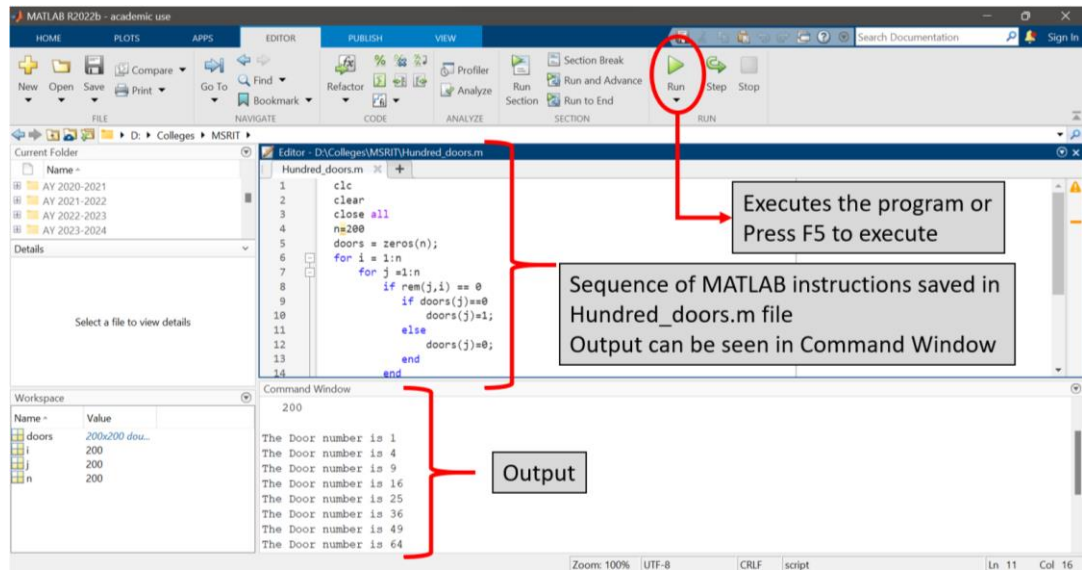 MATLAB R2022b - academic use
HOME PLOTS APPS EDITOR PUBLISH VIEW Search Documentation Sign In
New Open Save Compare Print Go To Find Bookmark Refactor Profiler Analyze Run Section Section Break Run and Advance Run to End Run Step Stop
FILE NAVIGATE CODE ANALYZE SECTION RUN
D: Colleges MSRIT
Current Folder
Name
AY 2020-2021
AY 2021-2022
AY 2022-2023
AY 2023-2024
Details
Select a file to view details
Workspace
Name Value
doors 200x200 dou...
i 200
j 200
n 200
Editor - D:\Colleges\MSRIT\Hundred_doors.m
Hundred_doors.m
1 clc
2 clear
3 close all
4 n=200
5 doors = zeros(n);
6 for i = 1:n
7 for j =1:n
8 if rem(j,i) == 0
9 if doors(j)==0
10 doors(j)=1;
11 else
12 doors(j)=0;
13 end
14 end
Executes the program or
Press F5 to execute
Sequence of MATLAB instructions saved in
Hundred_doors.m file
Output can be seen in Command Window
Command Window
200
The Door number is 1
The Door number is 4
The Door number is 9
The Door number is 16
The Door number is 25
The Door number is 36
The Door number is 49
The Door number is 64
Output
Zoom: 100% UTF-8 CRLF script Ln 11 Col 16